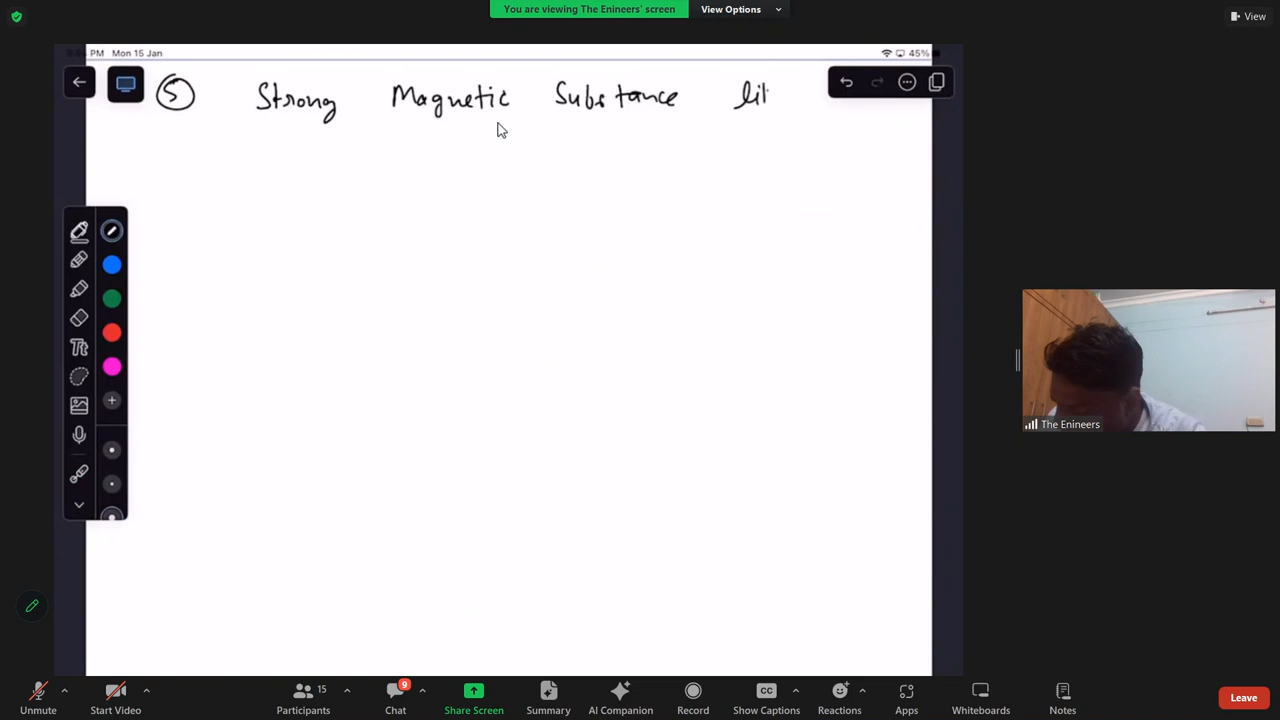 You are viewing The Enineers' screen
View Options
View
PM Mon 15 Jan
45%
5 Strong Magnetic Substance
Tt
The Enineers
Unmute
Start Video
Participants
15
Chat
9
Share Screen
Summary
AI Companion
Record
CC
Show Captions
Reactions
Apps
Whiteboards
Notes
Leave